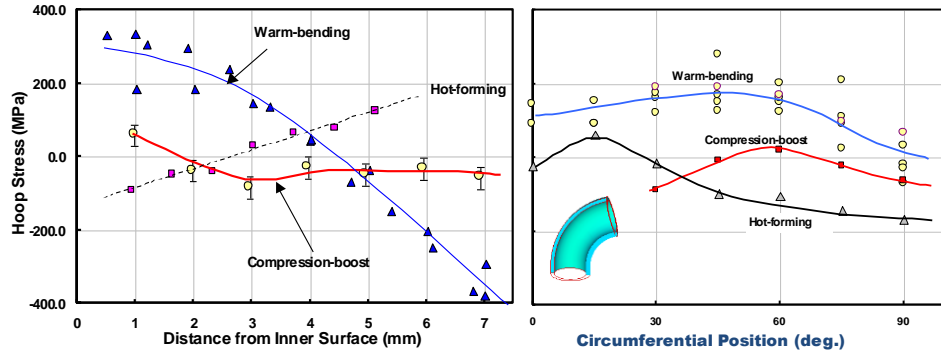 Hoop Stress (MPa)
400.0
200.0
0.0
-200.0
-400.0
Warm-bending
Hot-forming
Compression-boost
0
1
2
3
4
5
6
7
Distance from Inner Surface (mm)
Warm-bending
Compression-boost
Hot-forming
0
30
60
90
Circumferential Position (deg.)